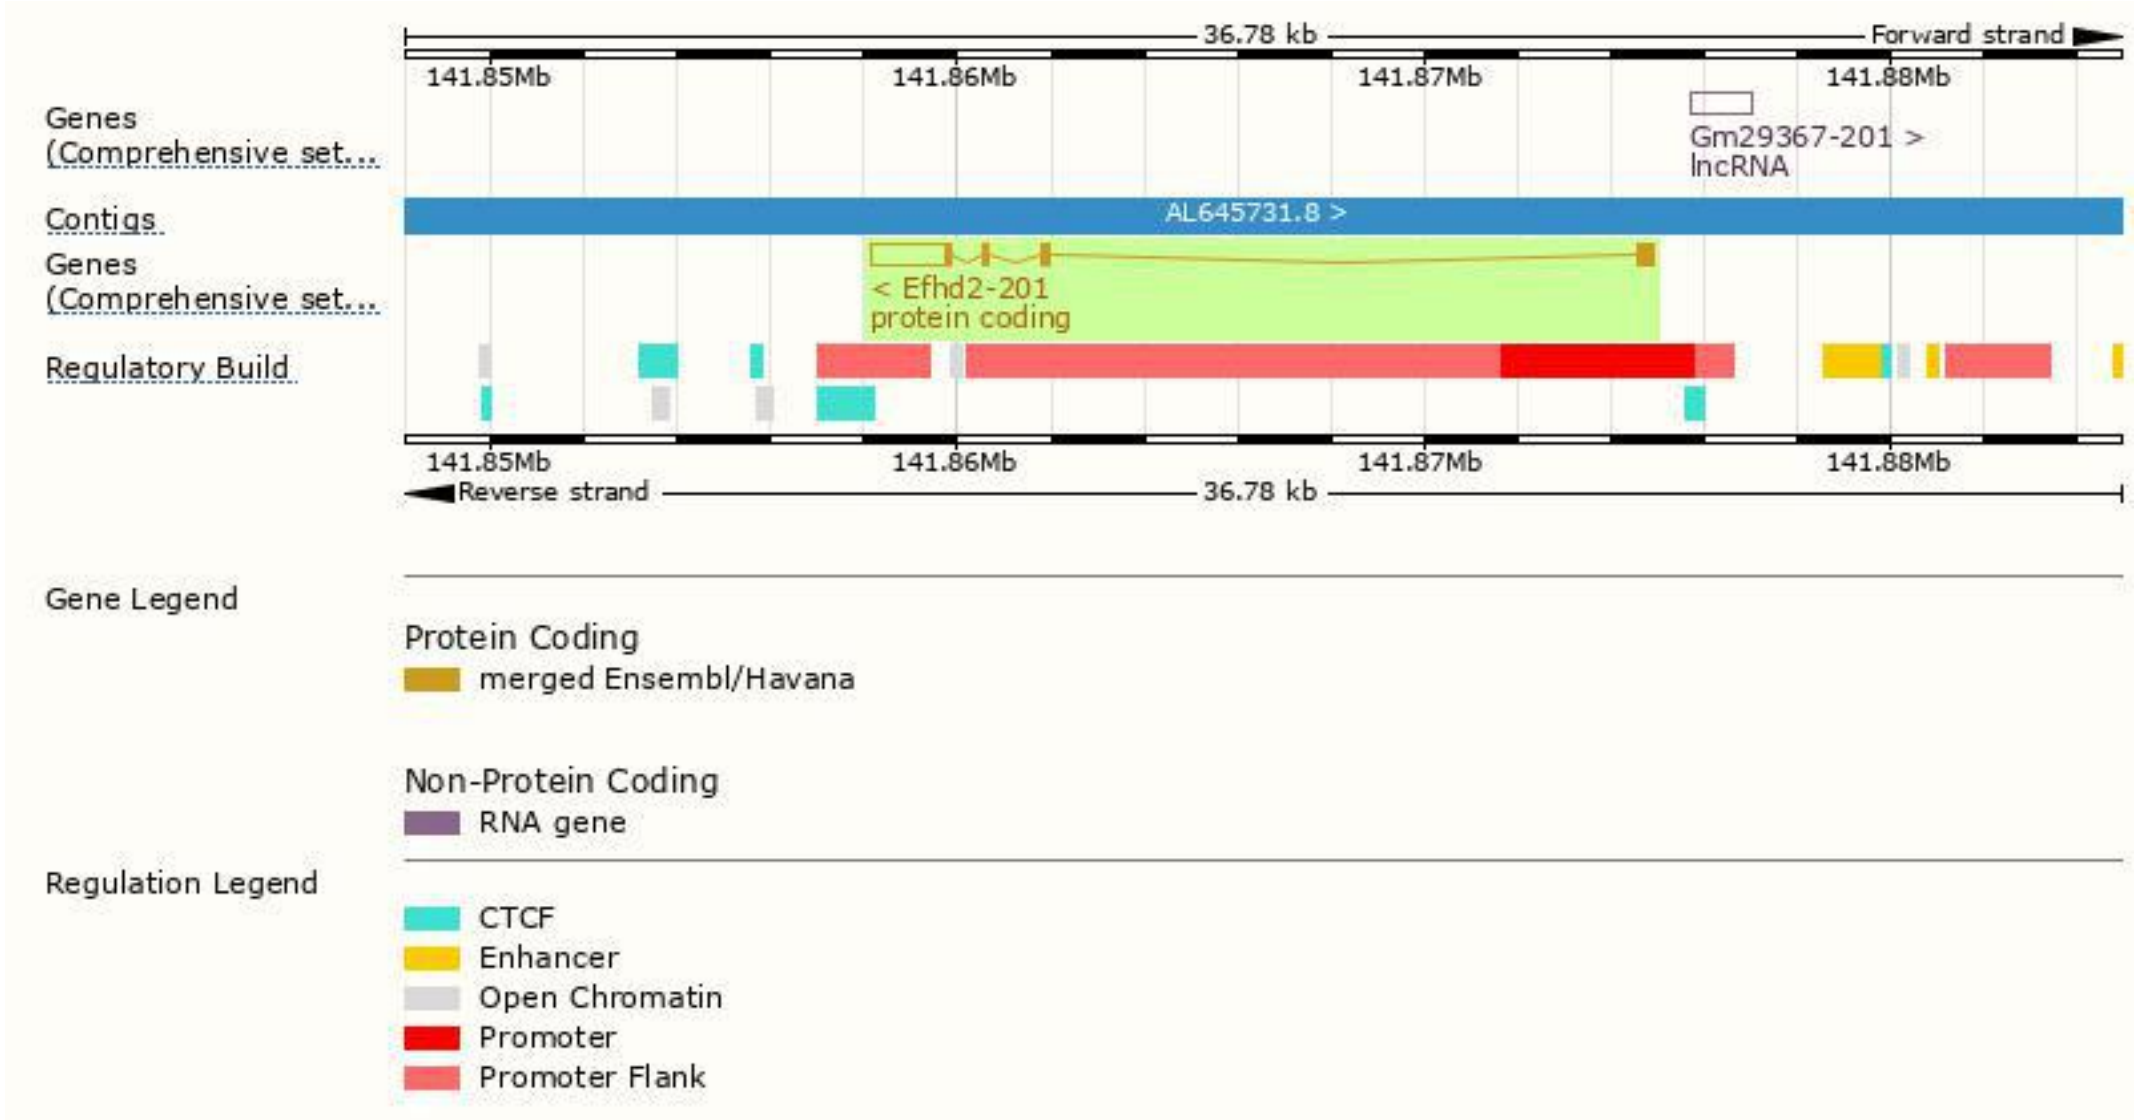 36.78 kb
Forward strand
141.85Mb 141.86Mb 141.87Mb 141.88Mb
Genes
(Comprehensive set...
Gm29367-201 >
lncRNA
Contigs
AL645731.8 >
Genes
(Comprehensive set...
< Efhd2-201
protein coding
Regulatory Build
141.85Mb 141.86Mb 141.87Mb 141.88Mb
Reverse strand
36.78 kb
Gene Legend
Protein Coding
merged Ensembl/Havana
Non-Protein Coding
RNA gene
Regulation Legend
CTCF
Enhancer
Open Chromatin
Promoter
Promoter Flank